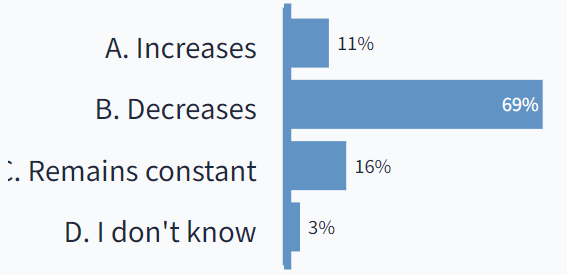 A. Increases 11%
B. Decreases 69%
C. Remains constant 16%
D. I don't know 3%